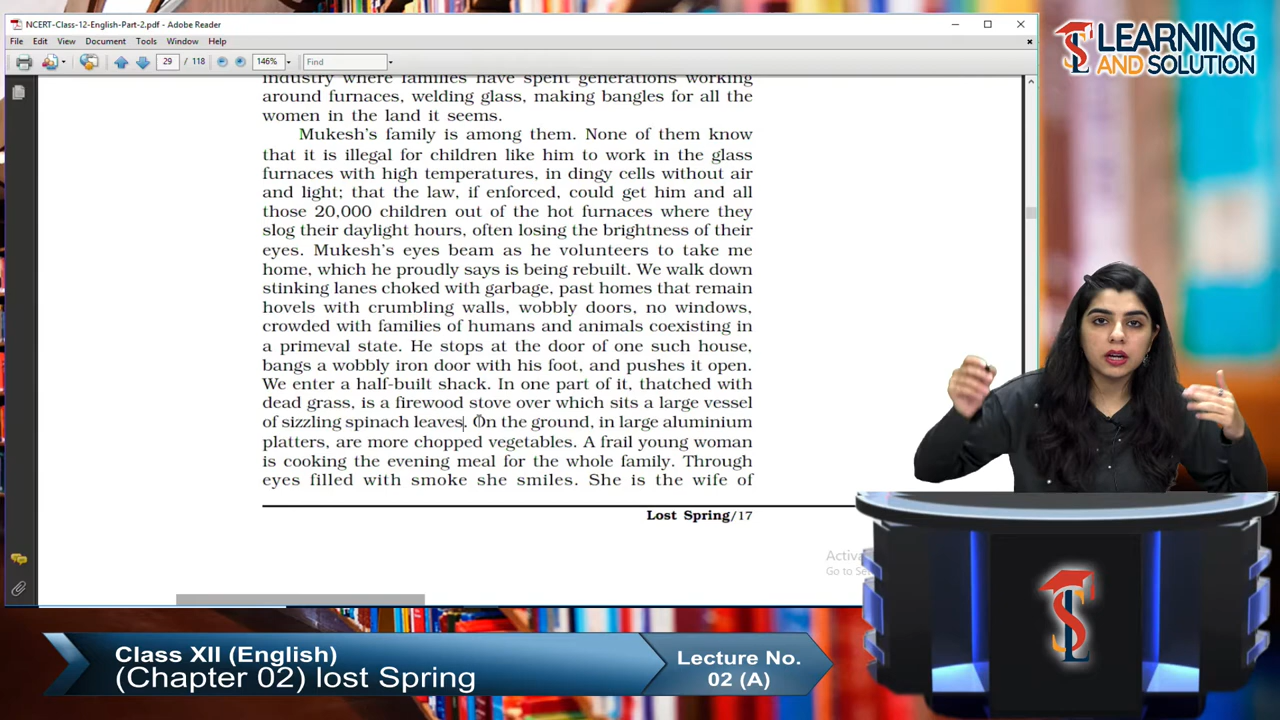 NCERT-Class-12-English-Part-2.pdf - Adobe Reader
File Edit View Document Tools Window Help
29 / 118 146% Find
LEARNING
AND SOLUTION
industry where families have spent generations working
around furnaces, welding glass, making bangles for all the
women in the land it seems.
Mukesh's family is among them. None of them know
that it is illegal for children like him to work in the glass
furnaces with high temperatures, in dingy cells without air
and light; that the law, if enforced, could get him and all
those 20,000 children out of the hot furnaces where they
slog their daylight hours, often losing the brightness of their
eyes. Mukesh's eyes beam as he volunteers to take me
home, which he proudly says is being rebuilt. We walk down
stinking lanes choked with garbage, past homes that remain
hovels with crumbling walls, wobbly doors, no windows,
crowded with families of humans and animals coexisting in
a primeval state. He stops at the door of one such house,
bangs a wobbly iron door with his foot, and pushes it open.
We enter a half-built shack. In one part of it, thatched with
dead grass, is a firewood stove over which sits a large vessel
of sizzling spinach leaves. On the ground, in large aluminium
platters, are more chopped vegetables. A frail young woman
is cooking the evening meal for the whole family. Through
eyes filled with smoke she smiles. She is the wife of
Lost Spring/17
Go to
Class XII (English)
(Chapter 02) lost Spring
Lecture No.
02 (A)